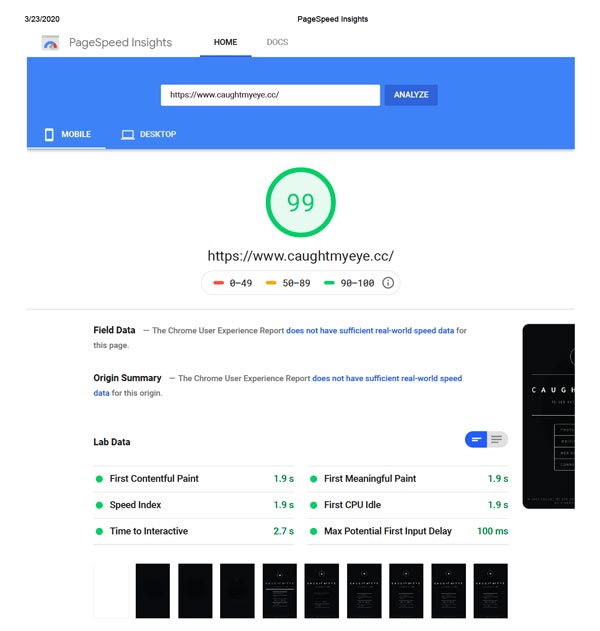 3/23/2020 PageSpeed Insights
PageSpeed Insights HOME DOCS
https://www.caughtmyeye.cc/ ANALYZE
MOBILE DESKTOP
99
https://www.caughtmyeye.cc/
0–49 50–89 90–100
Field Data — The Chrome User Experience Report does not have sufficient real-world speed data for
this page.
Origin Summary — The Chrome User Experience Report does not have sufficient real-world speed
data for this origin.
CAUGH
Lab Data
First Contentful Paint 1.9 s First Meaningful Paint 1.9 s
Speed Index 1.9 s First CPU Idle 1.9 s
Time to Interactive 2.7 s Max Potential First Input Delay 100 ms